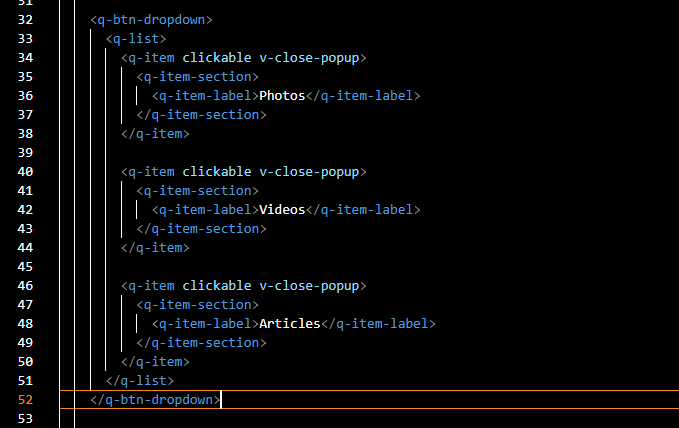 31
32 <q-btn-dropdown>
33 <q-list>
34 <q-item clickable v-close-popup>
35 <q-item-section>
36 <q-item-label>Photos</q-item-label>
37 </q-item-section>
38 </q-item>
39
40 <q-item clickable v-close-popup>
41 <q-item-section>
42 <q-item-label>Videos</q-item-label>
43 </q-item-section>
44 </q-item>
45
46 <q-item clickable v-close-popup>
47 <q-item-section>
48 <q-item-label>Articles</q-item-label>
49 </q-item-section>
50 </q-item>
51 </q-list>
52 </q-btn-dropdown>
53